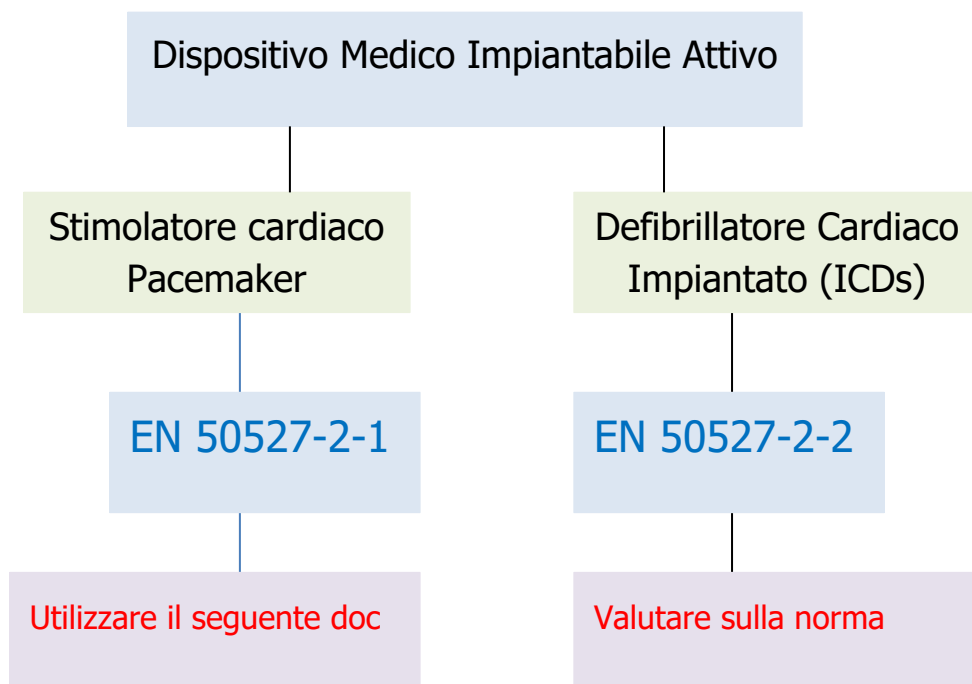 Dispositivo Medico Impiantabile Attivo
Stimolatore cardiaco
Pacemaker
Defibrillatore Cardiaco
Impiantato (ICDs)
EN 50527-2-1
EN 50527-2-2
Utilizzare il seguente doc
Valutare sulla norma